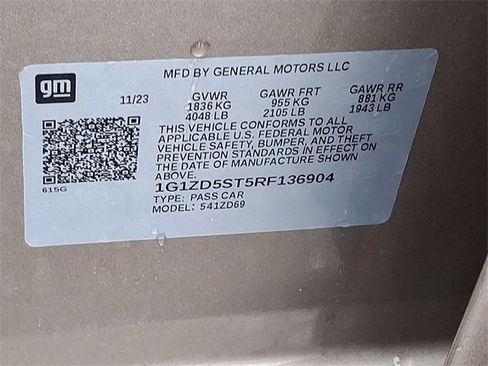 gm
MFD BY GENERAL MOTORS LLC
11/23 GVWR GAWR FRT GAWR RR
1836 KG 955 KG 881 KG
4048 LB 2105 LB 1943 LB
THIS VEHICLE CONFORMS TO ALL
APPLICABLE U.S. FEDERAL MOTOR
VEHICLE SAFETY, BUMPER, AND THEFT
PREVENTION STANDARDS IN EFFECT ON
THE DATE OF MANUFACTURE SHOWN
ABOVE.
615G
1G1ZD5ST5RF136904
TYPE: PASS CAR
MODEL: 541ZD69